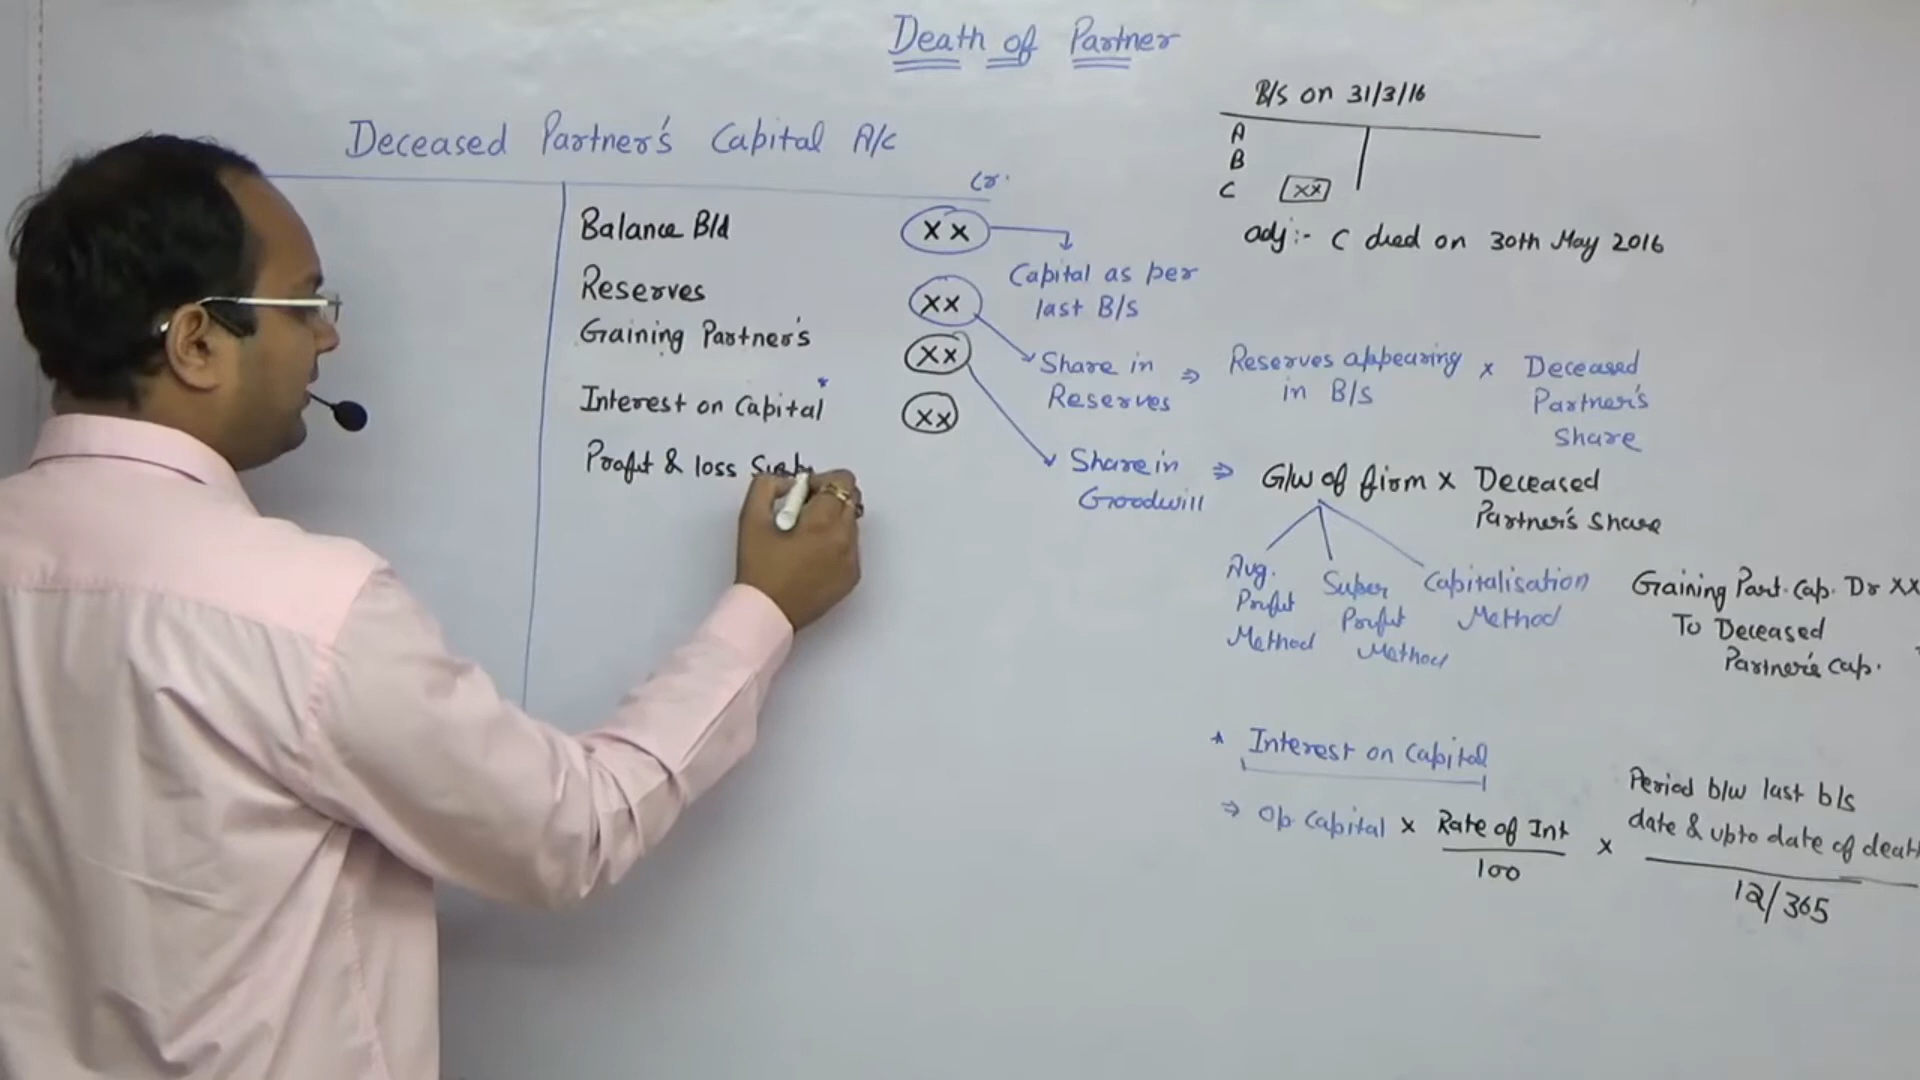 Death of Partner
Deceased Partner's Capital A/c
Cr.
Balance B/d XX
Reserves XX
Gaining Partner's XX
Interest on Capital * XX
Profit & loss
Capital as per
last B/S
Share in
Reserves
⇒ Reserves appearing
in B/S
× Deceased
Partner's
Share
Share in
Goodwill
⇒ G/W of firm × Deceased
Partner's Share
Avg.
Profit
Method
Super
Profit
Method
Capitalisation
Method
B/S on 31/3/16
A
B
C XX
adj:- C died on 30th May 2016
Gaining Part. Cap. Dr XX
To Deceased
Partner's Cap.
* Interest on Capital
⇒ Op. Capital × Rate of Int
100
× Period b/w last b/s
date & upto date of death
12/365